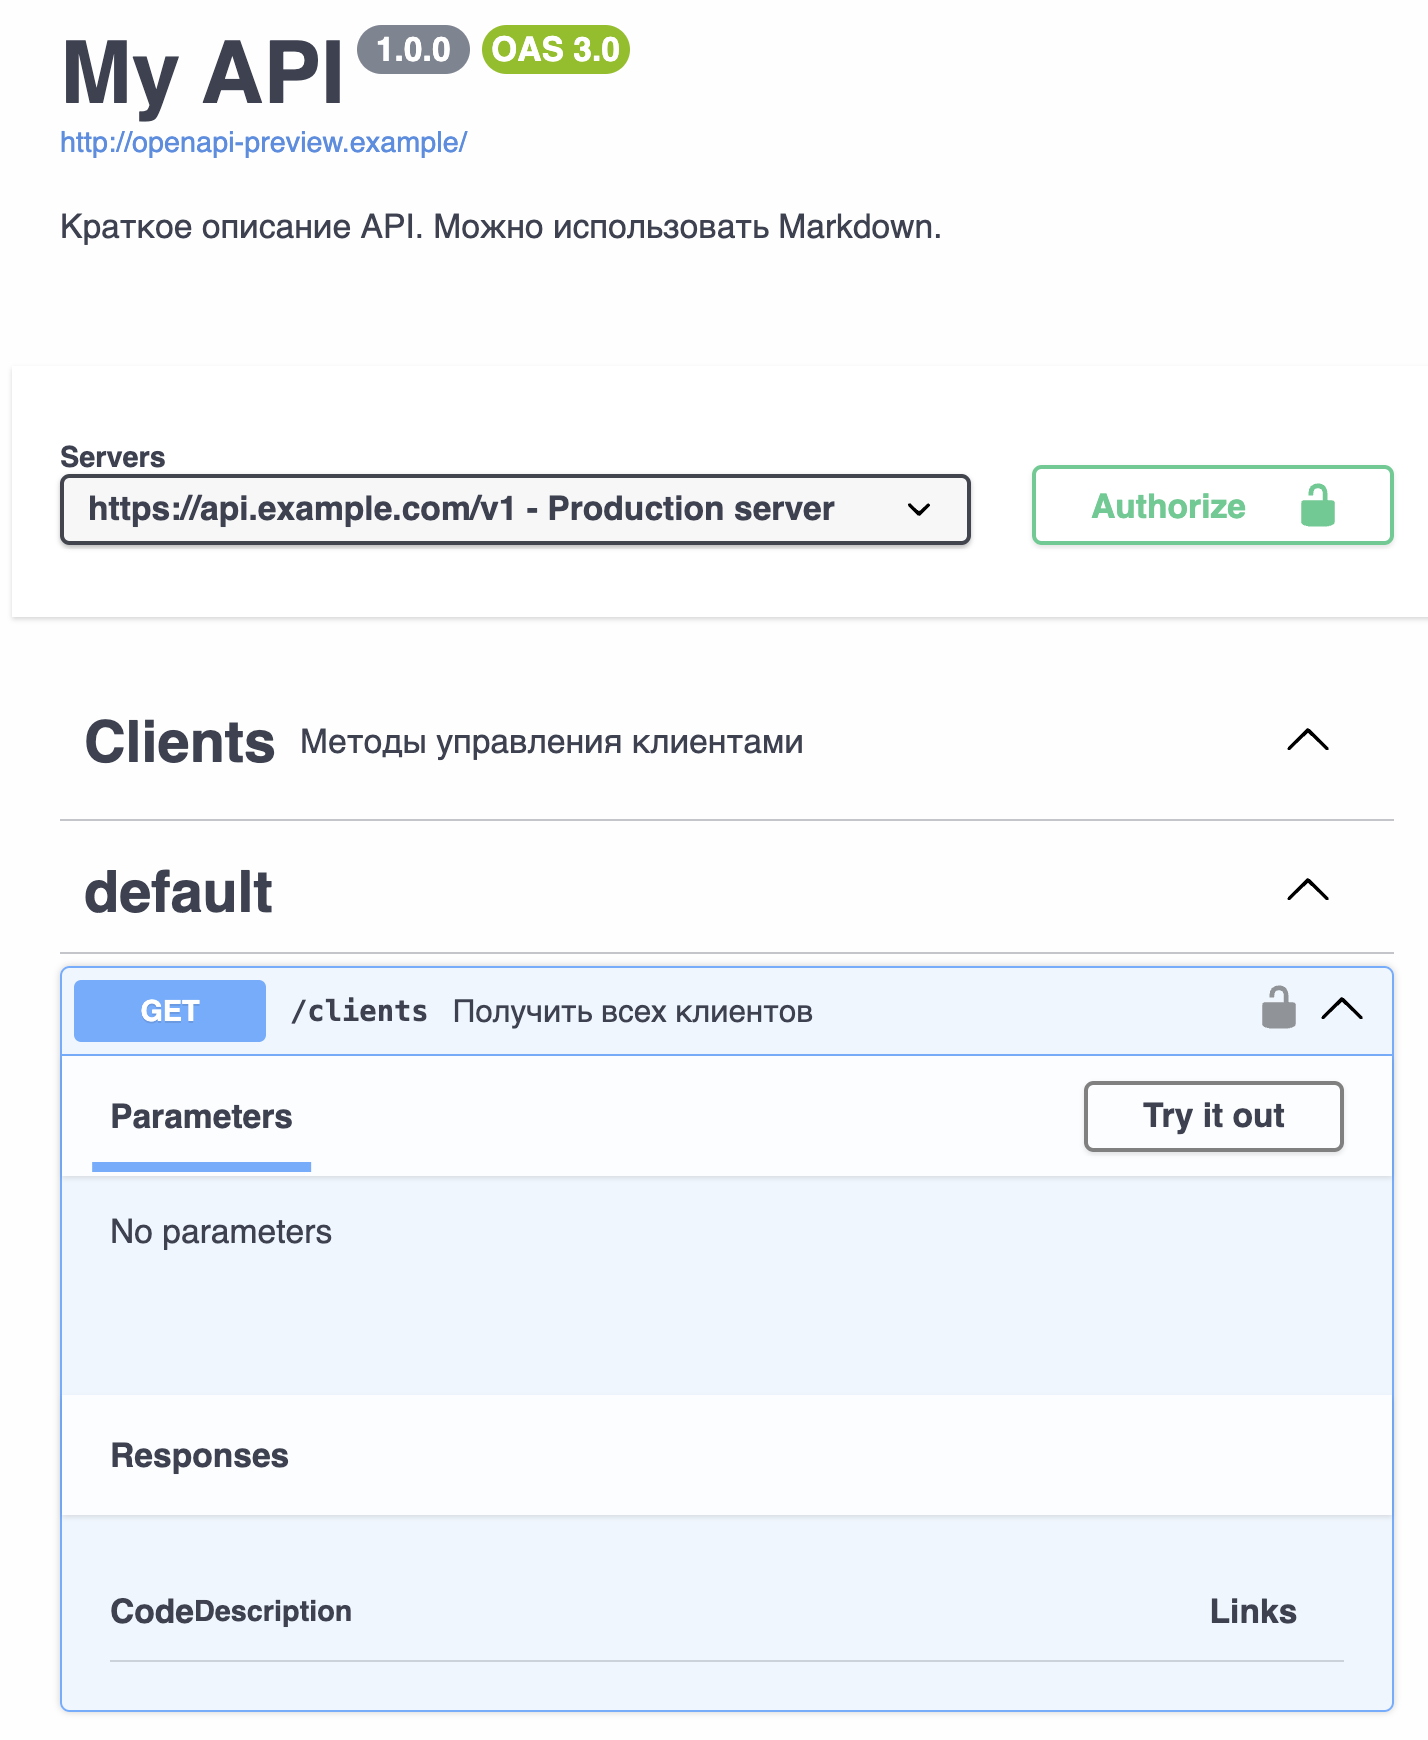 My API 1.0.0 OAS 3.0
http://openapi-preview.example/
Краткое описание API. Можно использовать Markdown.
Servers
https://api.example.com/v1 - Production server
Authorize
Clients Методы управления клиентами
default
GET /clients Получить всех клиентов
Parameters
Try it out
No parameters
Responses
Code Description Links